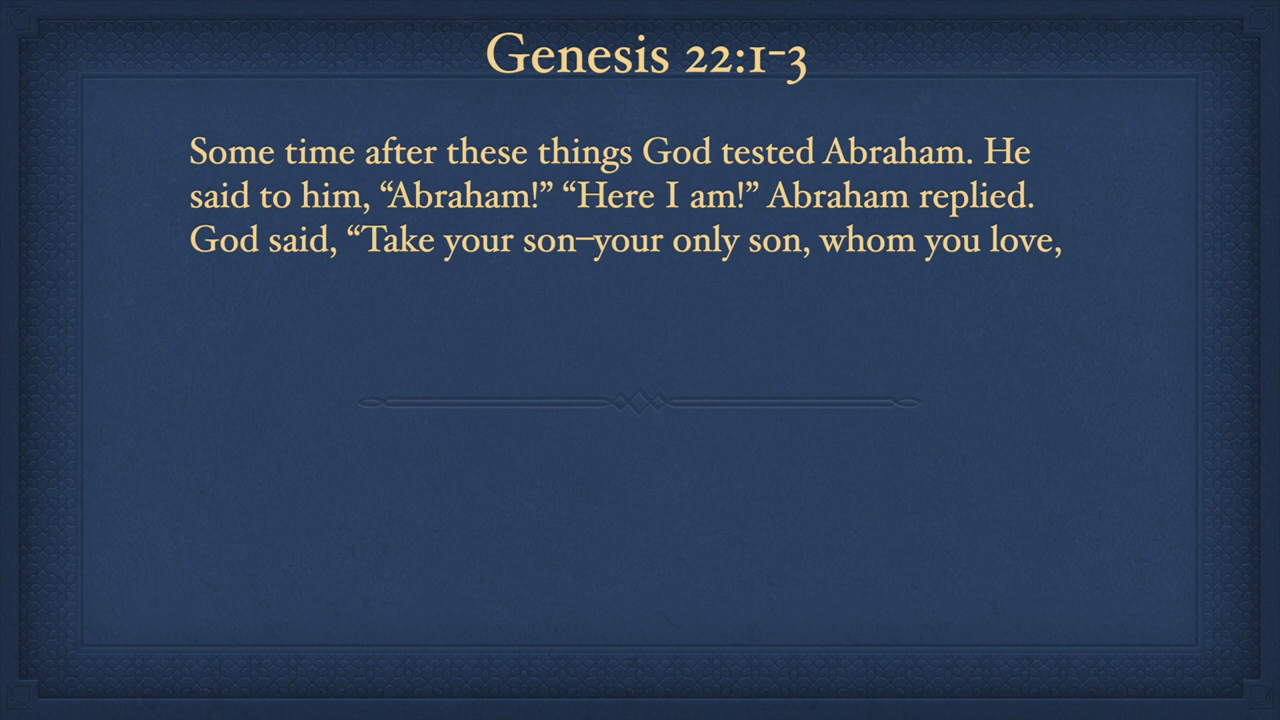 Genesis 22:1-3
Some time after these things God tested Abraham. He
said to him, “Abraham!” “Here I am!” Abraham replied.
God said, “Take your son–your only son, whom you love,